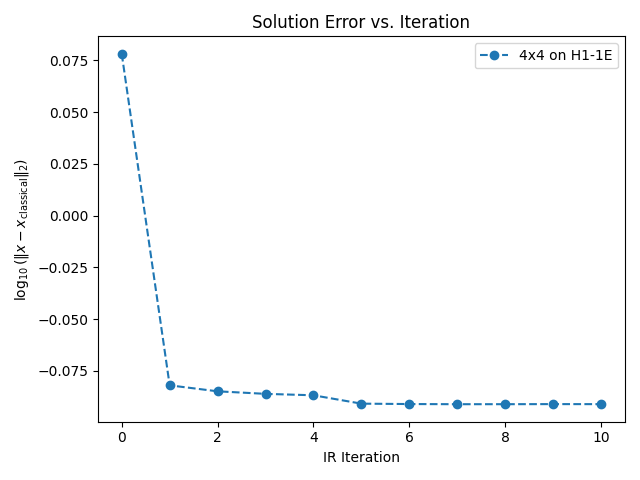 Solution Error vs. Iteration
4x4 on H1-1E
0.075
0.050
0.025
0.000
−0.025
−0.050
−0.075
log₁₀(‖x − x_classical‖₂)
0 2 4 6 8 10
IR Iteration